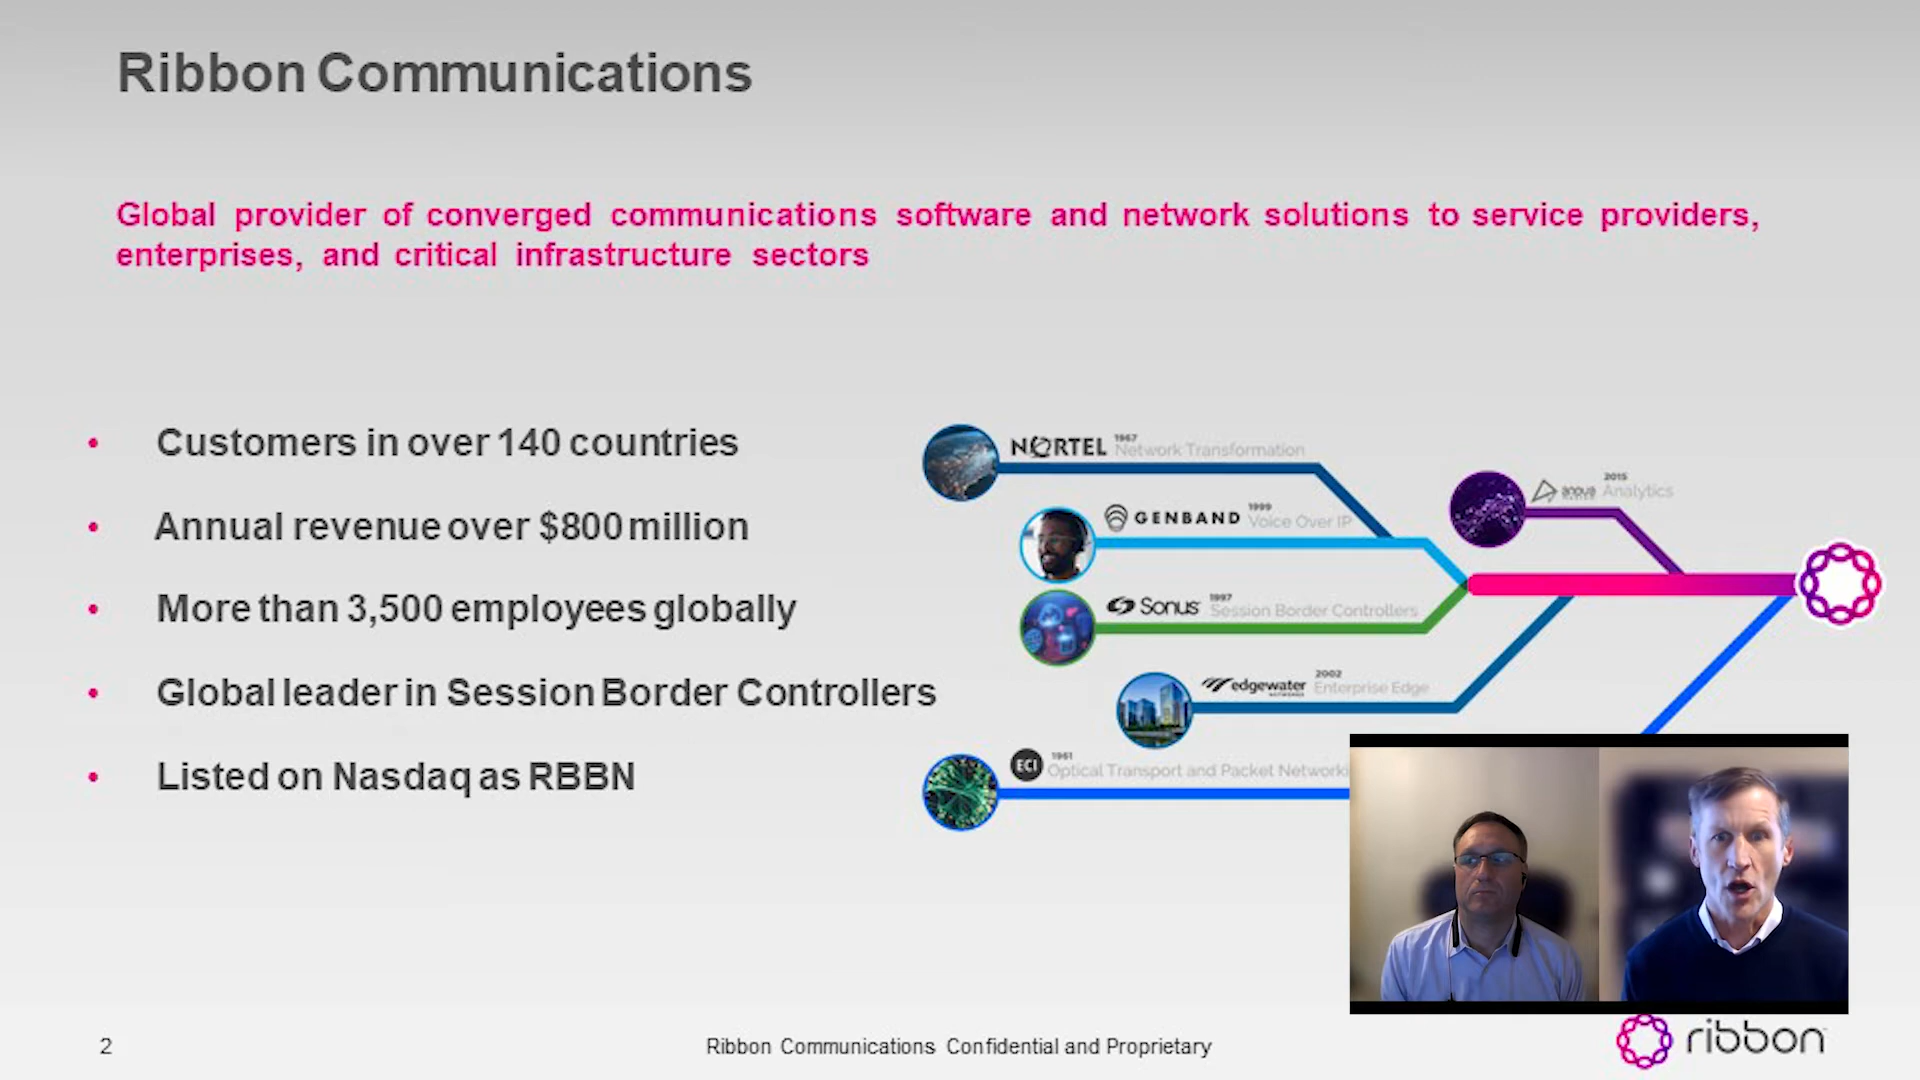 Ribbon Communications
Global provider of converged communications software and network solutions to service providers,
enterprises, and critical infrastructure sectors
• Customers in over 140 countries
• Annual revenue over $800 million
• More than 3,500 employees globally
• Global leader in Session Border Controllers
• Listed on Nasdaq as RBBN
NORTEL 1967 Network Transformation
GENBAND 1999 Voice Over IP
Sonus 1997 Session Border Controllers
edgewater NETWORKS 2002 Enterprise Edge
ECI 1961 Optical Transport and Packet Networki
2015 Analytics
2
Ribbon Communications Confidential and Proprietary
ribbon